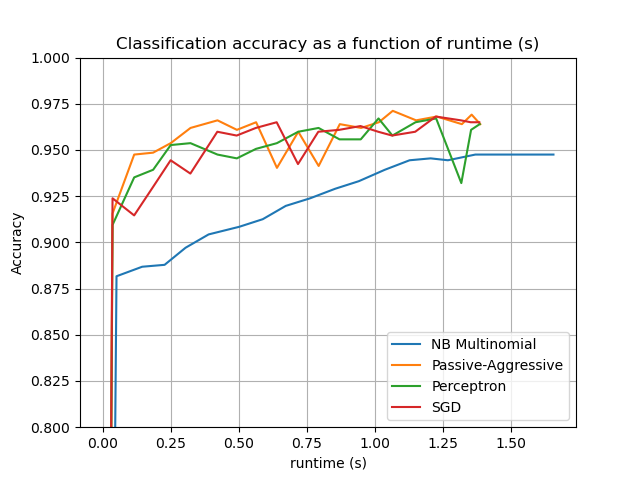 Classification accuracy as a function of runtime (s)
1.000
0.975
0.950
0.925
0.900
0.875
0.850
0.825
0.800
Accuracy
NB Multinomial
Passive-Aggressive
Perceptron
SGD
0.00 0.25 0.50 0.75 1.00 1.25 1.50
runtime (s)